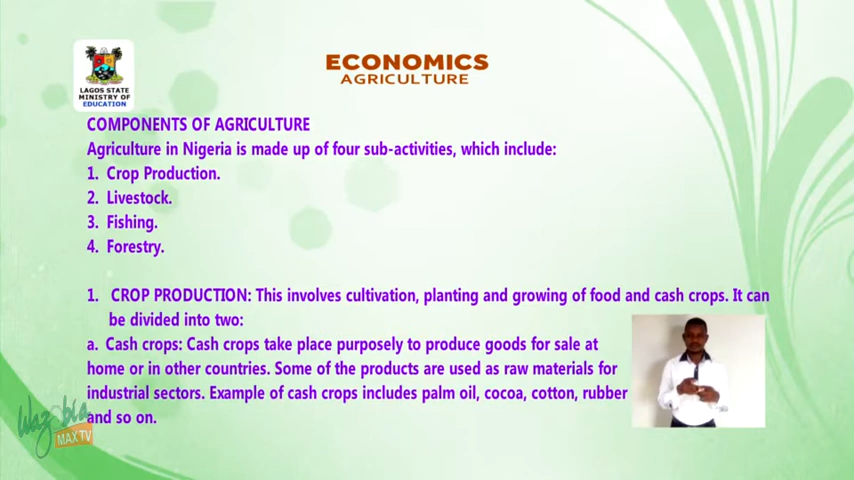 LAGOS STATE
MINISTRY OF
EDUCATION
ECONOMICS
AGRICULTURE
COMPONENTS OF AGRICULTURE
Agriculture in Nigeria is made up of four sub-activities, which include:
1. Crop Production.
2. Livestock.
3. Fishing.
4. Forestry.
1. CROP PRODUCTION: This involves cultivation, planting and growing of food and cash crops. It can
be divided into two:
a. Cash crops: Cash crops take place purposely to produce goods for sale at
home or in other countries. Some of the products are used as raw materials for
industrial sectors. Example of cash crops includes palm oil, cocoa, cotton, rubber
and so on.
Wazobia
MAX TV